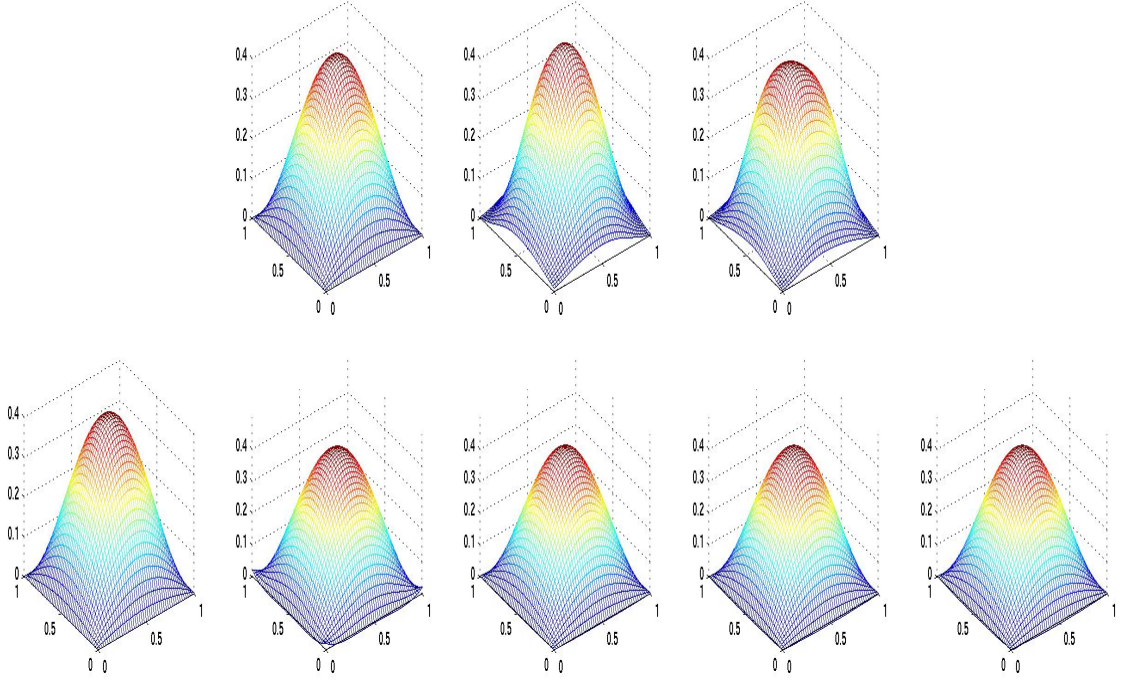 0.4 0.4 0.4
0.3 0.3 0.3
0.2 0.2 0.2
0.1 0.1 0.1
0 0 0
1 1 1 1 1 1
0.5 0.5 0.5 0.5 0.5 0.5
0 0 0 0 0 0
0.4 0.4 0.4 0.4 0.4
0.3 0.3 0.3 0.3 0.3
0.2 0.2 0.2 0.2 0.2
0.1 0.1 0.1 0.1 0.1
0 0 0 0 0
1 1 1 1 1 1 1 1 1 1
0.5 0.5 0.5 0.5 0.5 0.5 0.5 0.5 0.5 0.5
0 0 0 0 0 0 0 0 0 0